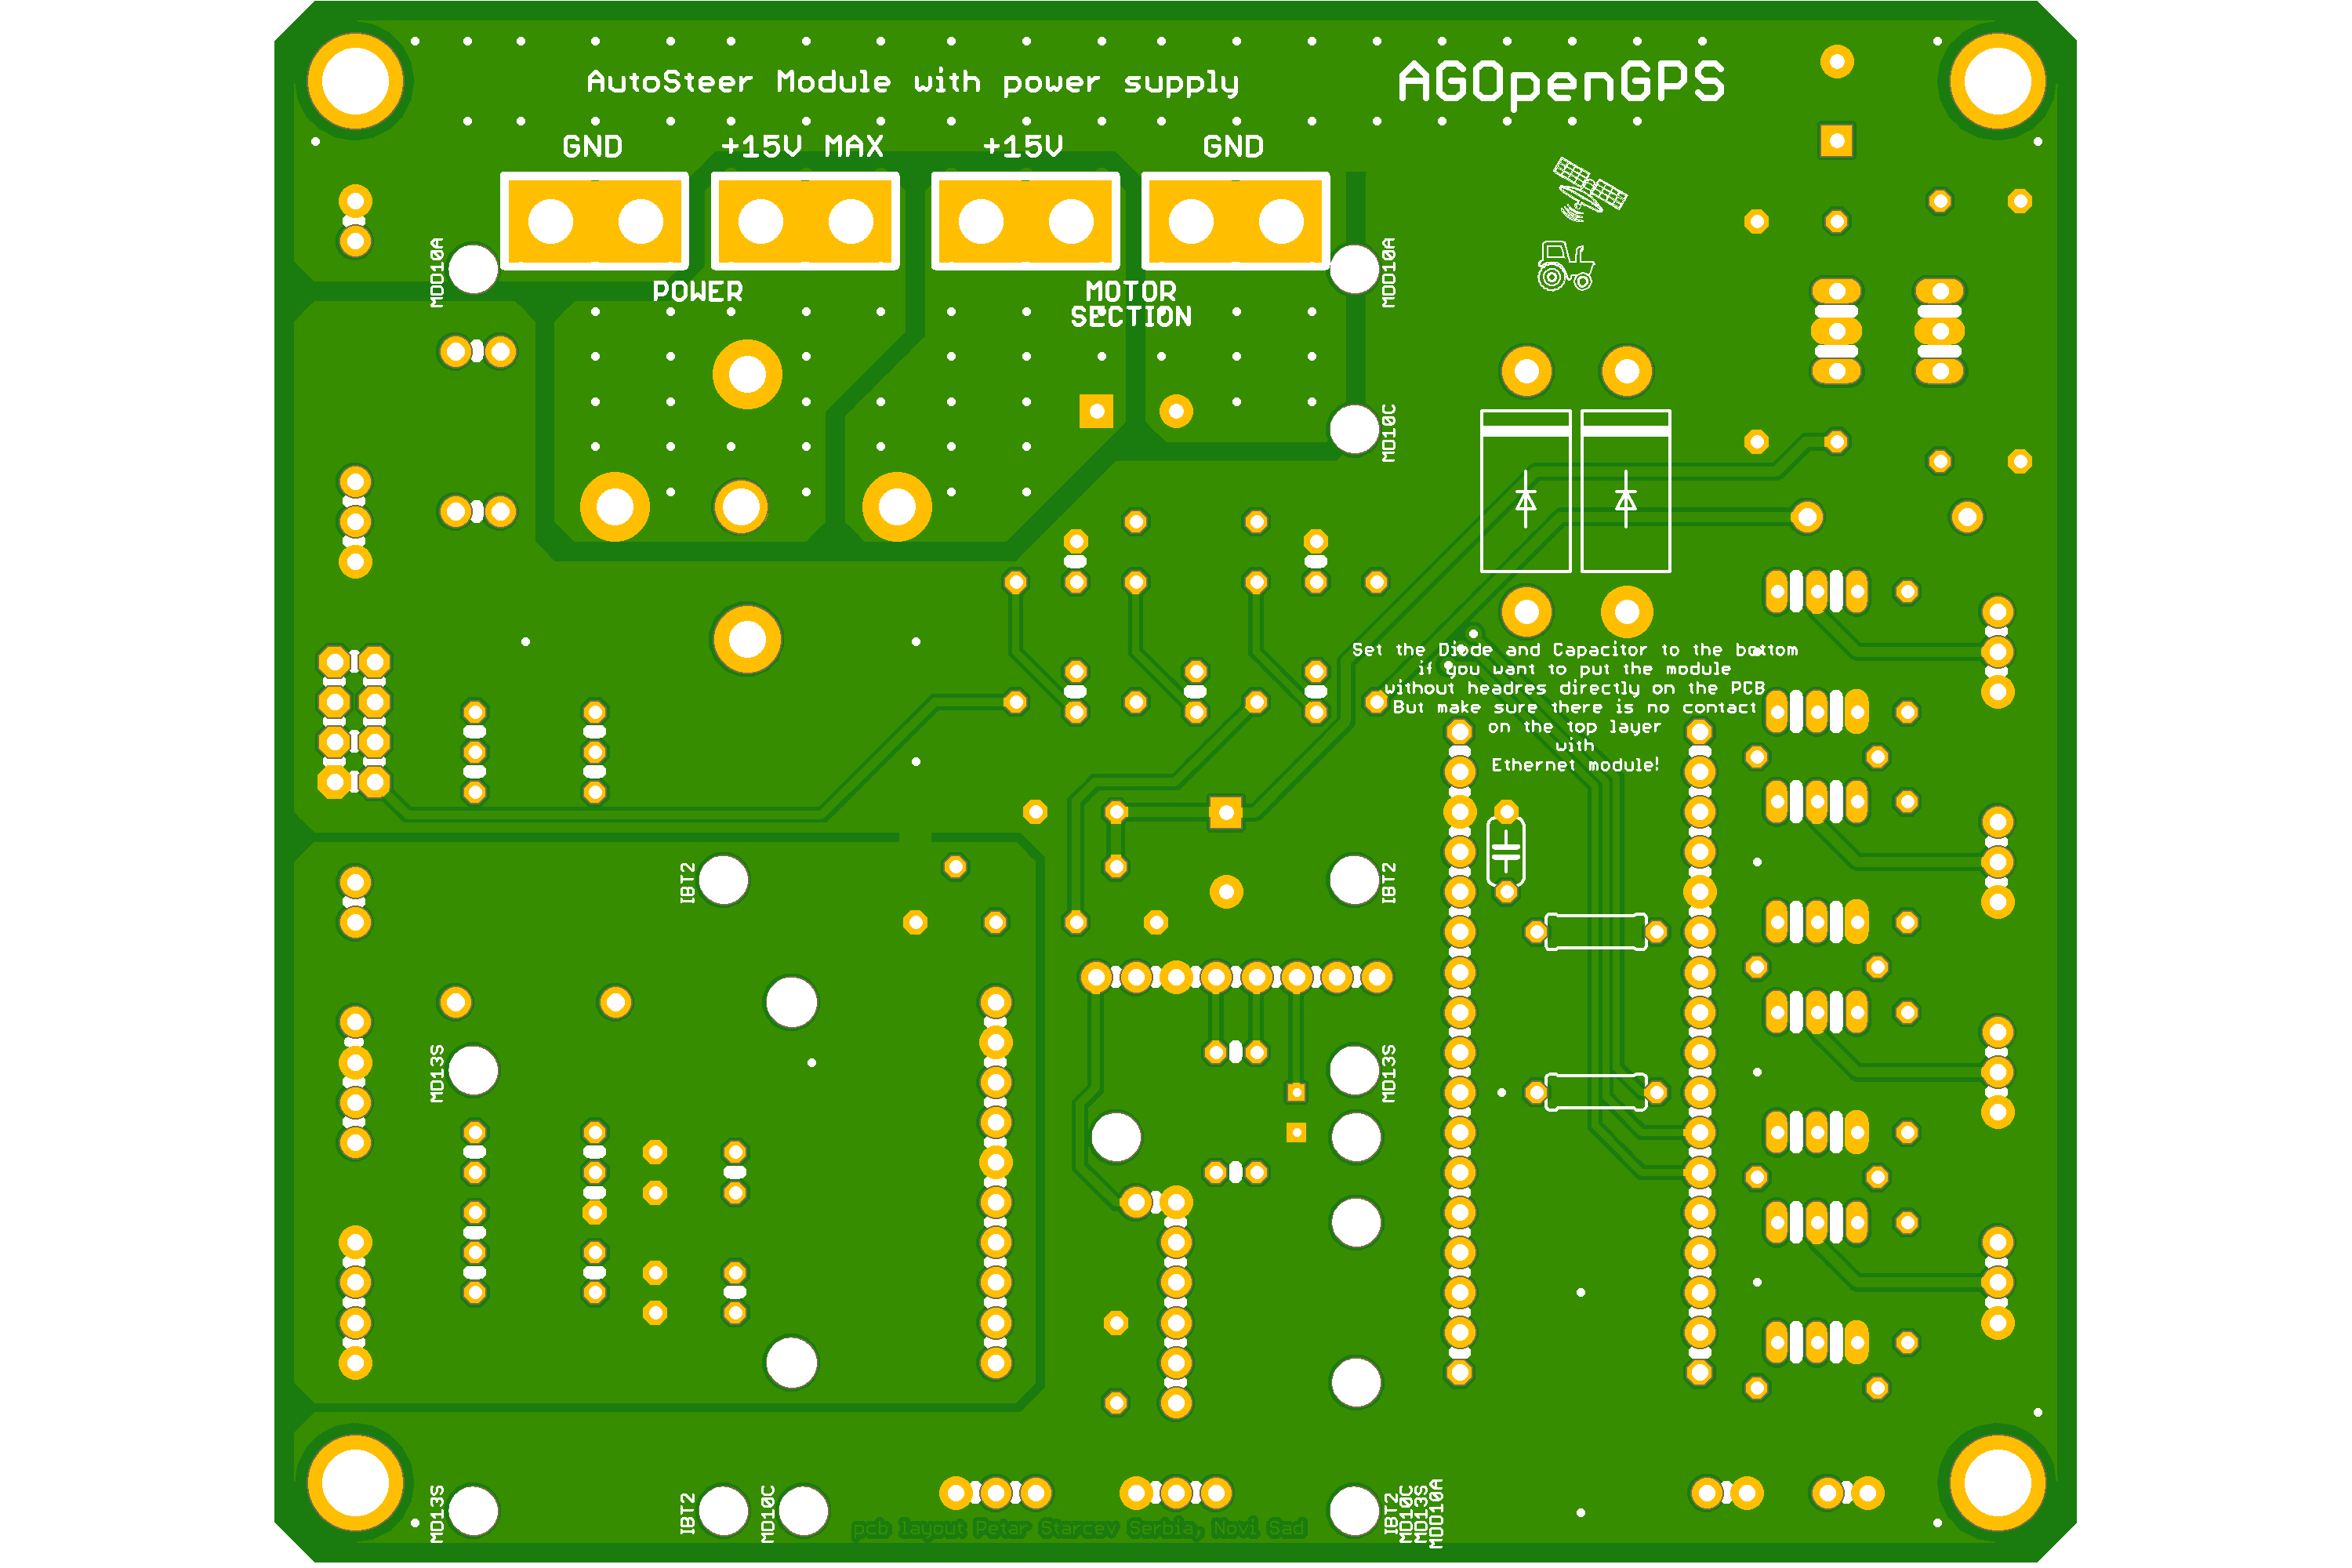 AutoSteer Module with power supply
AGOpenGPS
GND
+15V MAX
+15V
GND
MDD10A
MDD10A
POWER
MOTOR
SECTION
MD10C
Set the Diode and Capacitor to the bottom
if you want to put the module
without headres directly on the PCB
But make sure there is no contact
on the top layer
with
Ethernet module!
IBT2
IBT2
MD13S
MD13S
MD13S
IBT2
MD10C
pcb layout Petar Starcev Serbia, Novi Sad
IBT2
MD10C
MD13S
MDD10A